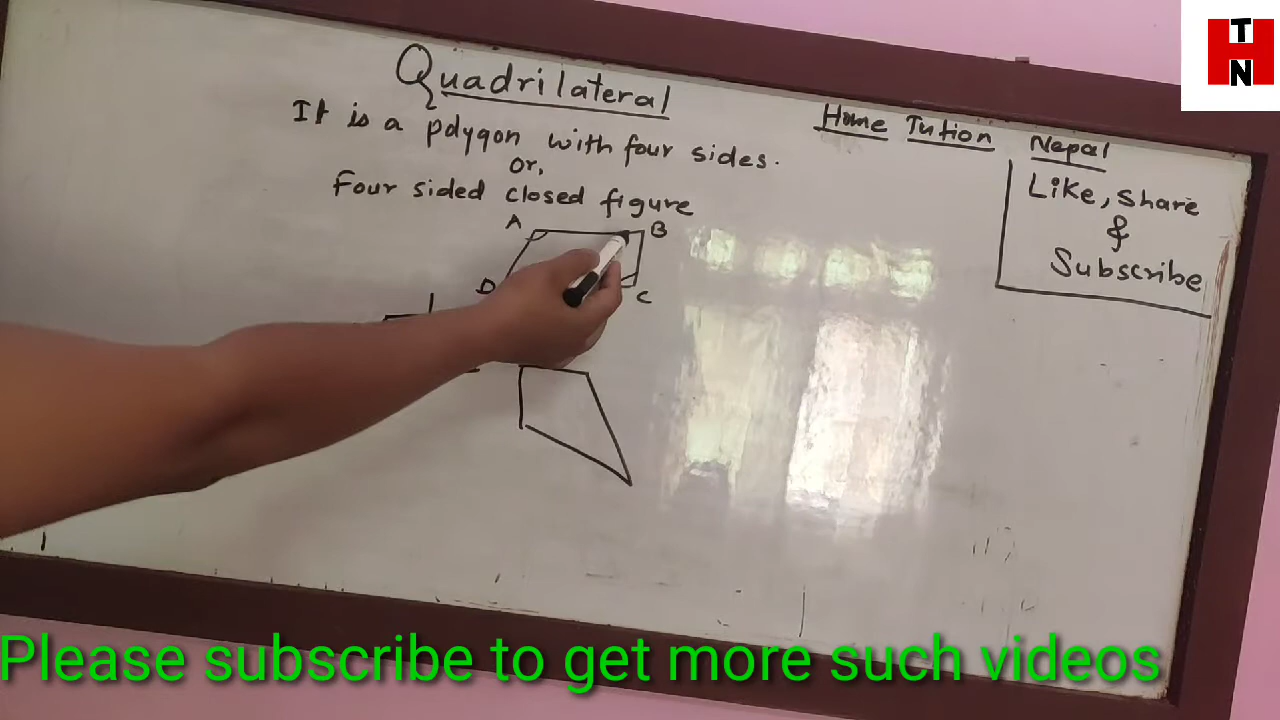 Quadrilateral
It is a polygon with four sides.
or,
Four sided closed figure
A
B
D
C
Home Tution Nepal
Like, Share
&
Subscribe
T
H
N
Please subscribe to get more such videos